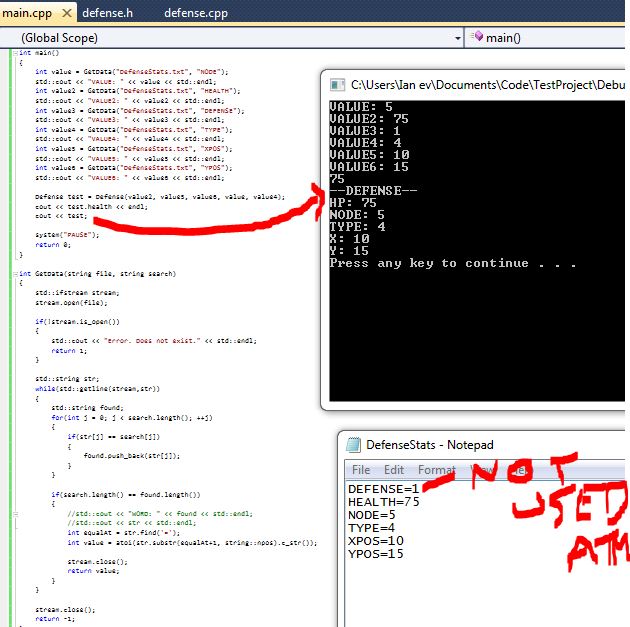 main.cpp X defense.h defense.cpp
(Global Scope) main()
int main()
{
int value = GetData("DefenseStats.txt", "NODE");
std::cout << "VALUE: " << value << std::endl;
int value2 = GetData("DefenseStats.txt", "HEALTH");
std::cout << "VALUE2: " << value2 << std::endl;
int value3 = GetData("DefenseStats.txt", "DEFENSE");
std::cout << "VALUE3: " << value3 << std::endl;
int value4 = GetData("DefenseStats.txt", "TYPE");
std::cout << "VALUE4: " << value4 << std::endl;
int value5 = GetData("DefenseStats.txt", "XPOS");
std::cout << "VALUE5: " << value5 << std::endl;
int value6 = GetData("DefenseStats.txt", "YPOS");
std::cout << "VALUE6: " << value6 << std::endl;
Defense test = Defense(value2, value5, value6, value, value4);
cout << test.health << endl;
cout << test;
system("PAUSE");
return 0;
}
int GetData(string file, string search)
{
std::ifstream stream;
stream.open(file);
if(!stream.is_open())
{
std::cout << "Error. Does not exist." << std::endl;
return 1;
}
std::string str;
while(std::getline(stream,str))
{
std::string found;
for(int j = 0; j < search.length(); ++j)
{
if(str[j] == search[j])
{
found.push_back(str[j]);
}
}
if(search.length() == found.length())
{
//std::cout << "WORD: " << found << std::endl;
//std::cout << str << std::endl;
int equalAt = str.find('=');
int value = atoi(str.substr(equalAt+1, string::npos).c_str());
stream.close();
return value;
}
}
stream.close();
return -1;
C:\Users\Ian ev\Documents\Code\TestProject\Debu
VALUE: 5
VALUE2: 75
VALUE3: 1
VALUE4: 4
VALUE5: 10
VALUE6: 15
75
--DEFENSE--
HP: 75
NODE: 5
TYPE: 4
X: 10
Y: 15
Press any key to continue . . .
DefenseStats - Notepad
File Edit Format View
DEFENSE=1
HEALTH=75
NODE=5
TYPE=4
XPOS=10
YPOS=15
NOT
USED
ATM